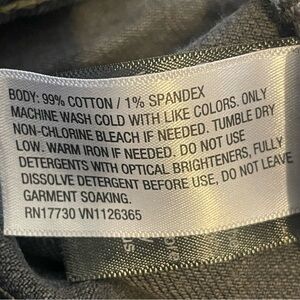 BODY: 99% COTTON / 1% SPANDEX
MACHINE WASH COLD WITH LIKE COLORS. ONLY
NON-CHLORINE BLEACH IF NEEDED. TUMBLE DRY
LOW. WARM IRON IF NEEDED. DO NOT USE
DETERGENTS WITH OPTICAL BRIGHTENERS, FULLY
DISSOLVE DETERGENT BEFORE USE, DO NOT LEAVE
GARMENT SOAKING.
RN17730 VN1126365